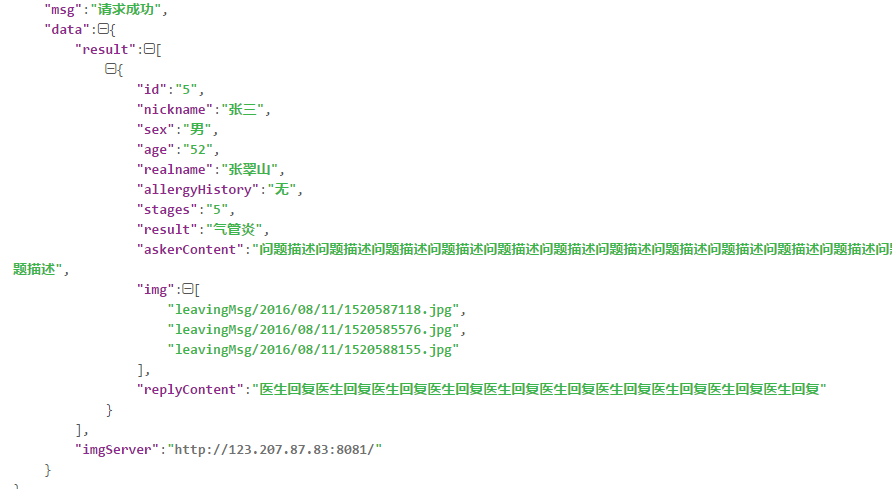 "msg":"请求成功",
"data":{
"result":[
{
"id":"5",
"nickname":"张三",
"sex":"男",
"age":"52",
"realname":"张翠山",
"allergyHistory":"无",
"stages":"5",
"result":"气管炎",
"askerContent":"问题描述问题描述问题描述问题描述问题描述问题描述问题描述问题描述问题描述问题描述问题描述问
题描述",
"img":[
"leavingMsg/2016/08/11/1520587118.jpg",
"leavingMsg/2016/08/11/1520585576.jpg",
"leavingMsg/2016/08/11/1520588155.jpg"
],
"replyContent":"医生回复医生回复医生回复医生回复医生回复医生回复医生回复医生回复医生回复医生回复"
}
],
"imgServer":"http://123.207.87.83:8081/"
}
}